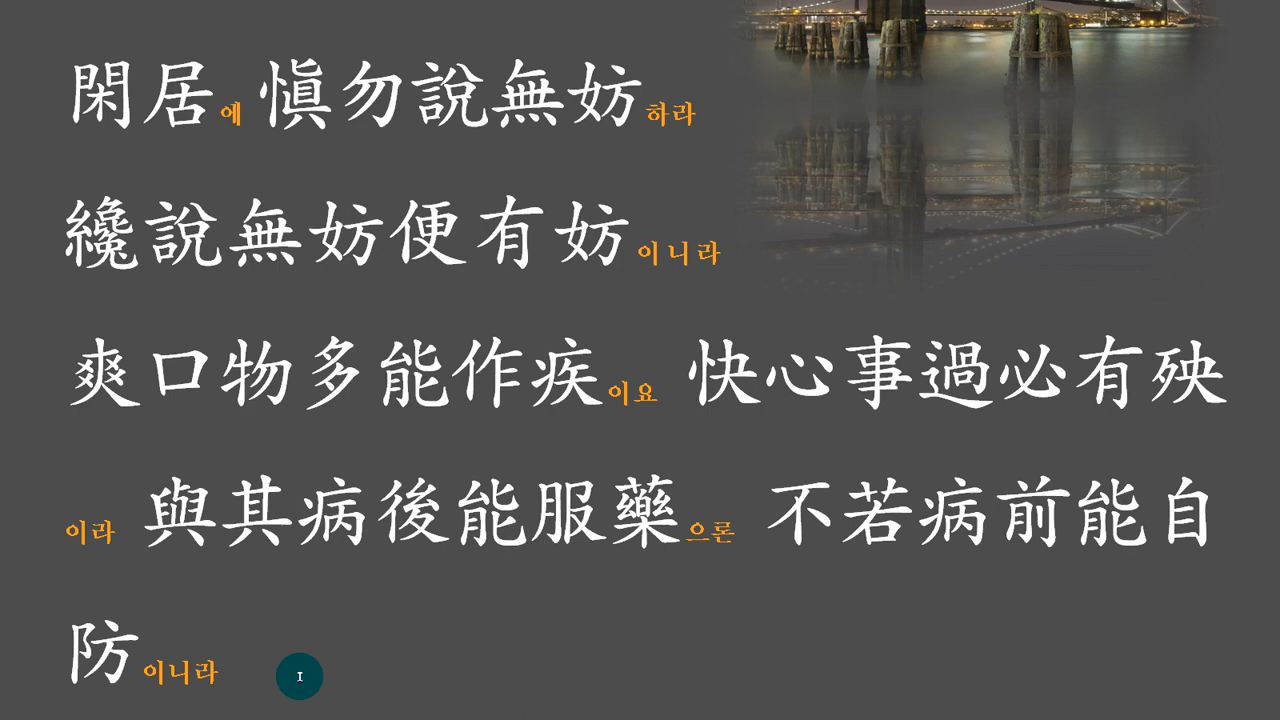 閑居에 愼勿說無妨하라
纔說無妨便有妨이니라
爽口物多能作疾이요 快心事過必有殃
이라 與其病後能服藥으론 不若病前能自
防이니라
I